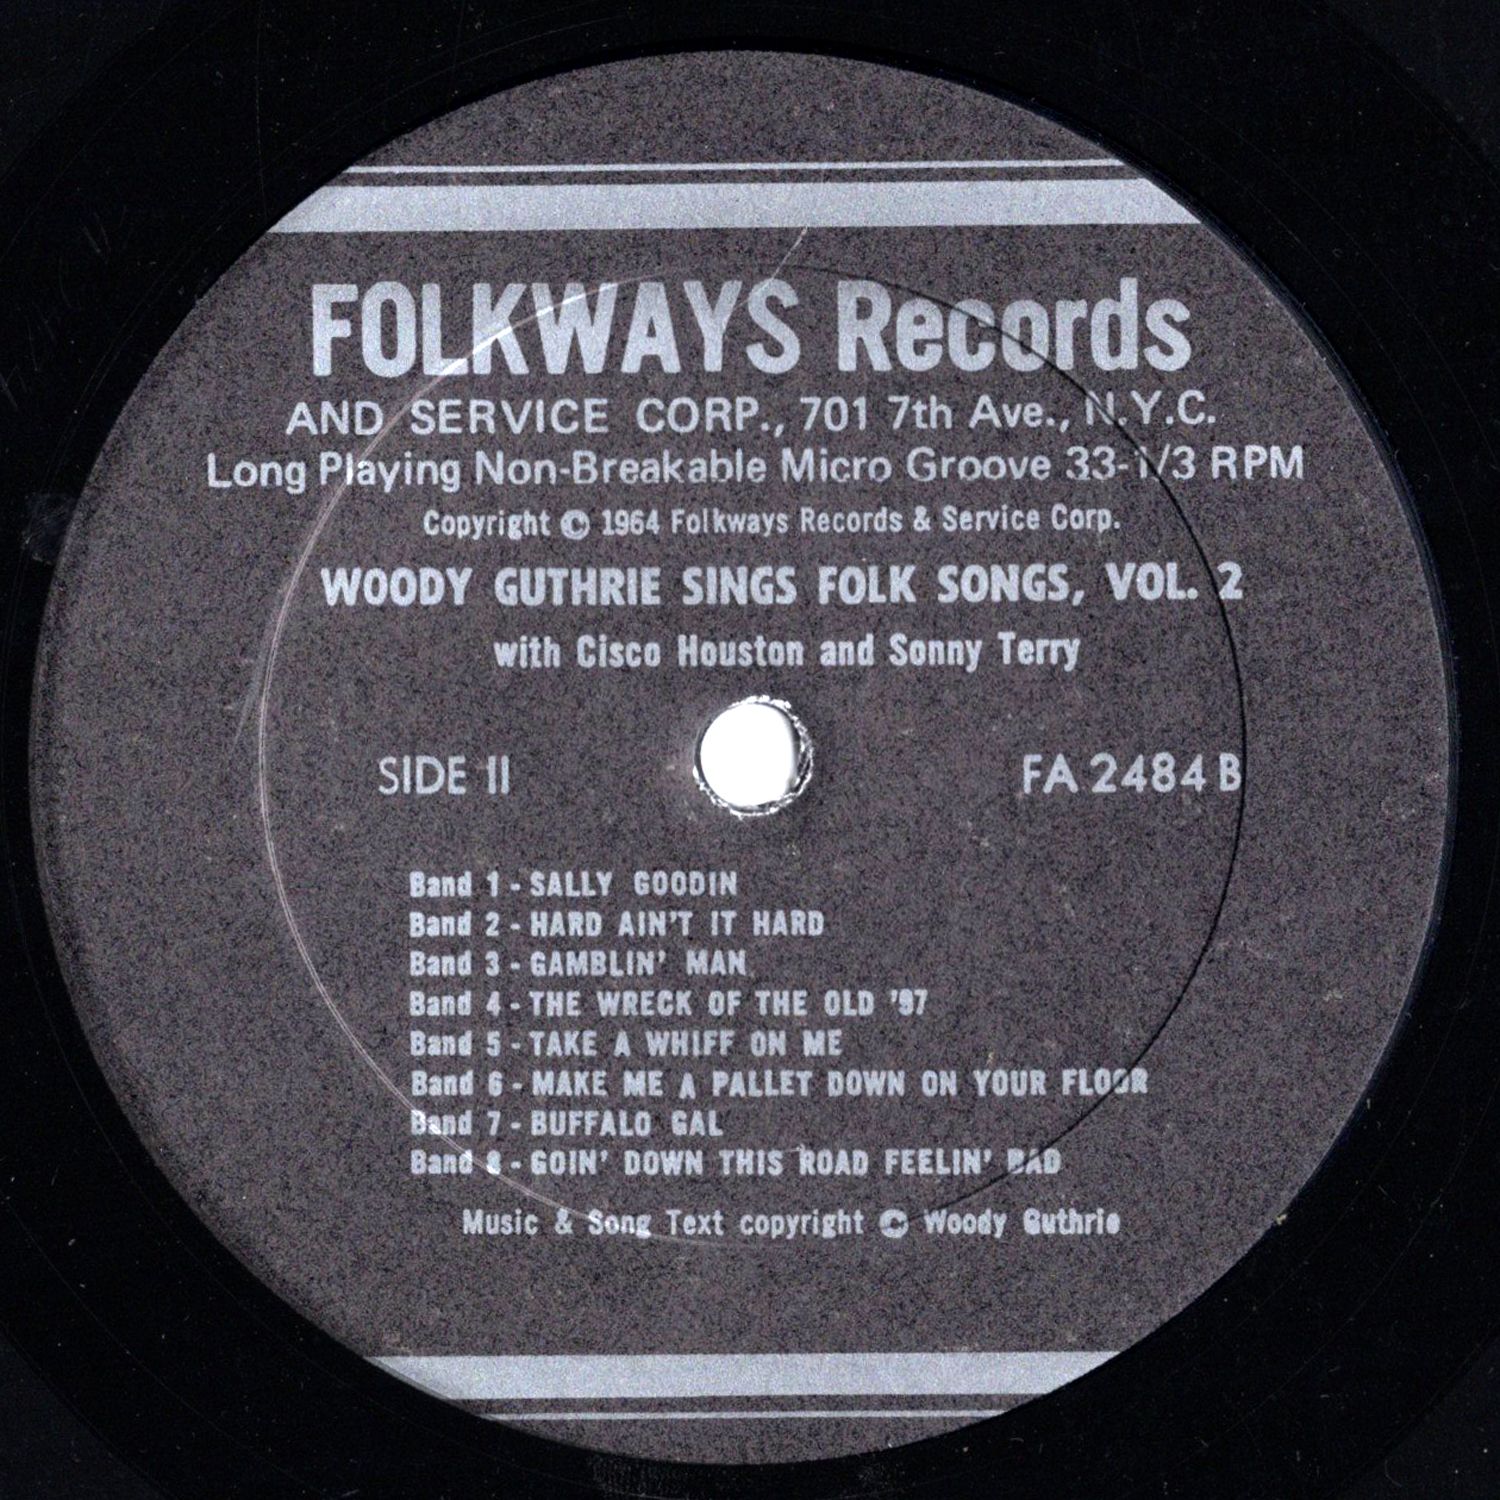 FOLKWAYS Records
AND SERVICE CORP., 701 7th Ave., N.Y.C.
Long Playing Non-Breakable Micro Groove 33-1/3 RPM
Copyright © 1964 Folkways Records & Service Corp.
WOODY GUTHRIE SINGS FOLK SONGS, VOL. 2
with Cisco Houston and Sonny Terry
SIDE II FA 2484 B
Band 1 - SALLY GOODIN
Band 2 - HARD AIN'T IT HARD
Band 3 - GAMBLIN' MAN
Band 4 - THE WRECK OF THE OLD '97
Band 5 - TAKE A WHIFF ON ME
Band 6 - MAKE ME A PALLET DOWN ON YOUR FLOOR
Band 7 - BUFFALO GAL
Band 8 - GOIN' DOWN THIS ROAD FEELIN' BAD
Music & Song Text copyright © Woody Guthrie